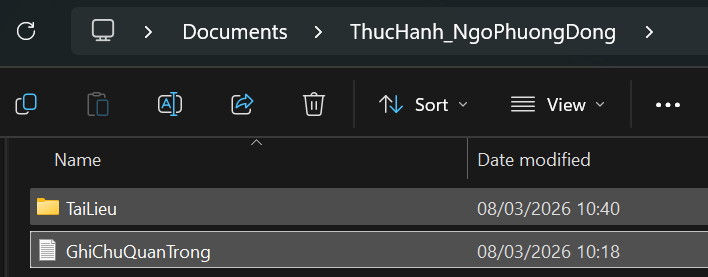 Documents ThucHanh_NgoPhuongDong
Sort View
Name Date modified
TaiLieu 08/03/2026 10:40
GhiChuQuanTrong 08/03/2026 10:18